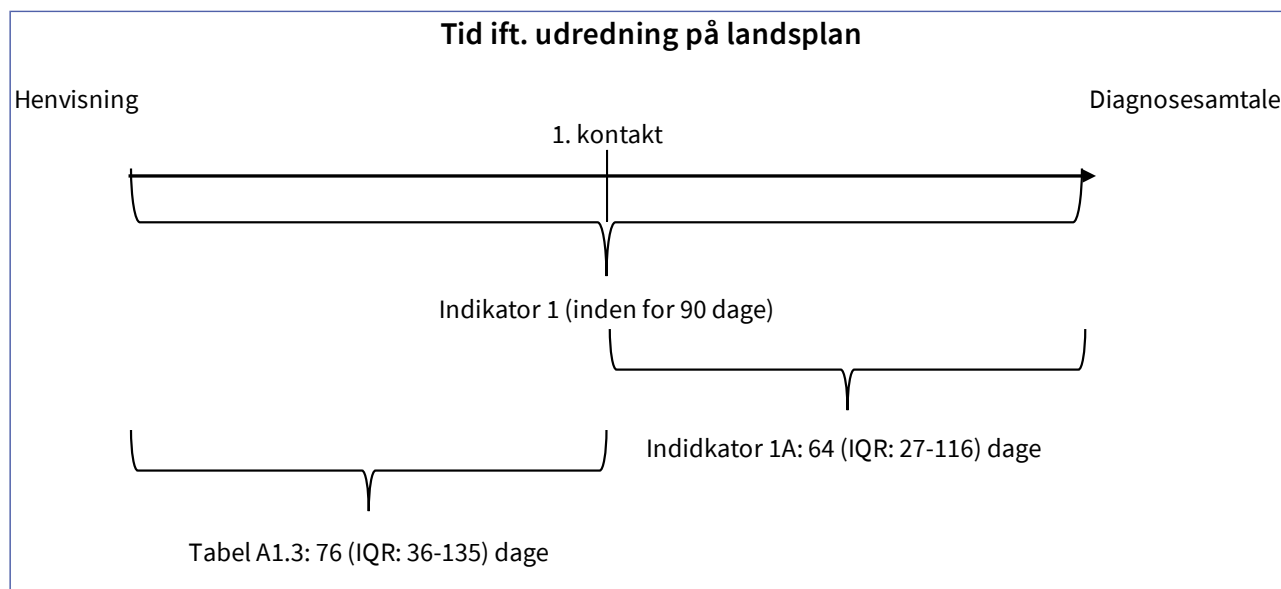 Tid ift. udredning på landsplan
Henvisning
Diagnosesamtale
1. kontakt
Indikator 1 (inden for 90 dage)
Indidkator 1A: 64 (IQR: 27-116) dage
Tabel A1.3: 76 (IQR: 36-135) dage